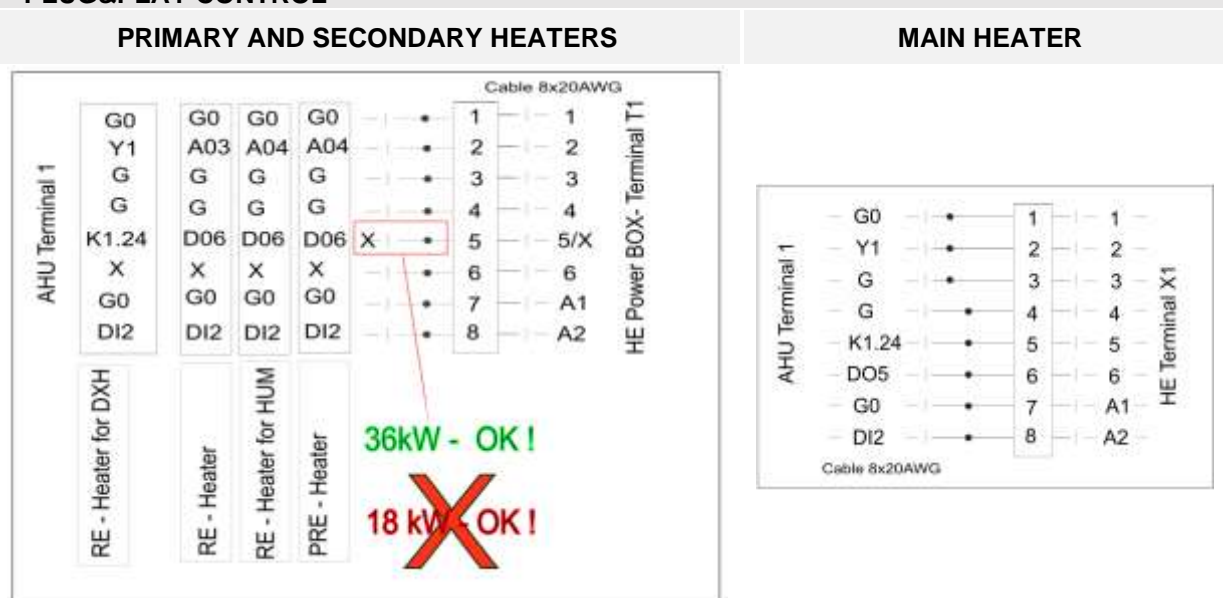 PLUG&PLAY CONTROL
PRIMARY AND SECONDARY HEATERS
MAIN HEATER
Cable 8x20AWG
AHU Terminal 1
G0 G0 G0 G0 1 1
Y1 A03 A04 A04 2 2
G G G G 3 3
G G G G 4 4
K1.24 D06 D06 D06 X 5 5/X
X X X X 6 6
G0 G0 G0 G0 7 A1
DI2 DI2 DI2 DI2 8 A2
HE Power BOX- Terminal T1
RE - Heater for DXH
RE - Heater
RE - Heater for HUM
PRE - Heater
36kW - OK !
18 kW - OK !
AHU Terminal 1
G0 1 1
Y1 2 2
G 3 3
G 4 4
K1.24 5 5
DO5 6 6
G0 7 A1
DI2 8 A2
HE Terminal X1
Cable 8x20AWG